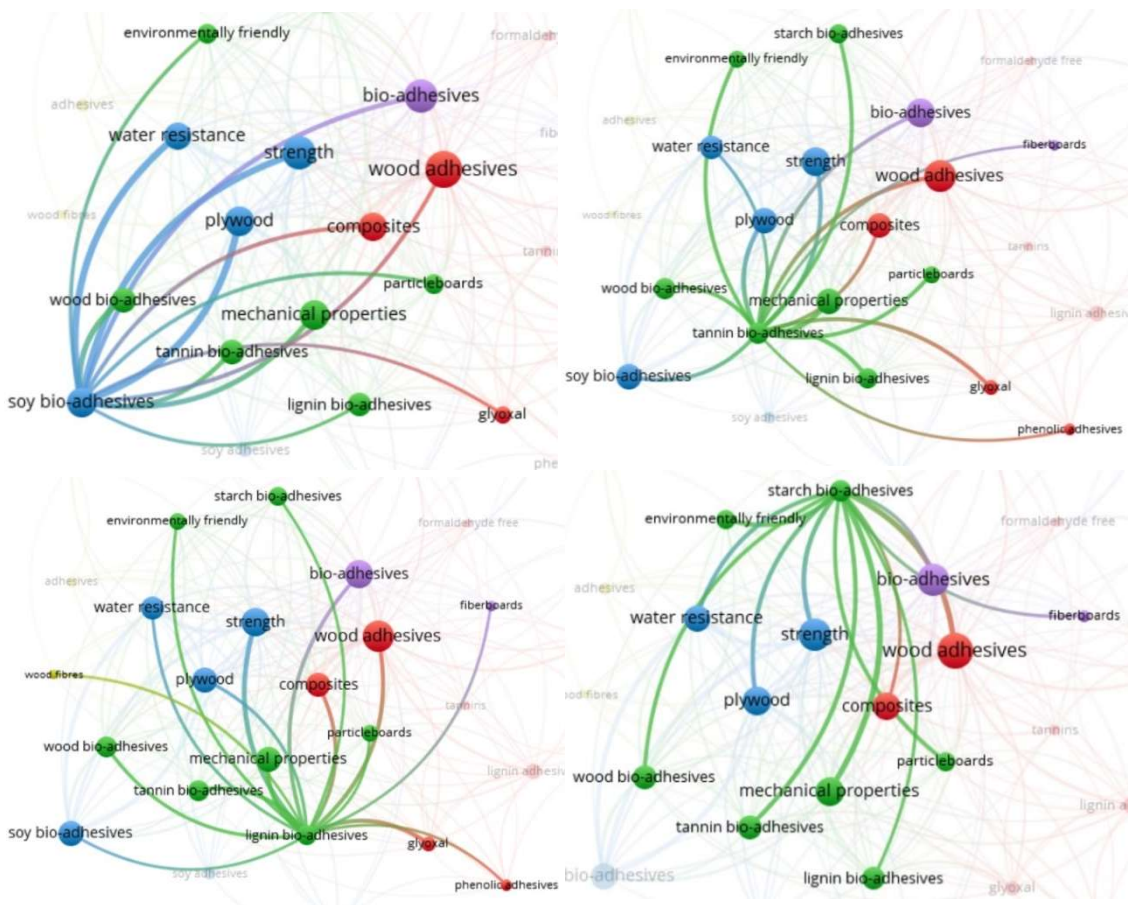 environmentally friendly
formaldehyde
adhesives
bio-adhesives
water resistance
strength
wood adhesives
wood fibres
plywood
composites
particleboards
wood bio-adhesives
mechanical properties
tannin bio-adhesives
soy bio-adhesives
lignin bio-adhesives
glyoxal
soy adhesives
starch bio-adhesives
environmentally friendly
formaldehyde free
bio-adhesives
adhesives
water resistance
fiberboards
strength
wood adhesives
wood fibres
plywood
composites
tannins
particleboards
wood bio-adhesives
mechanical properties
tannin bio-adhesives
soy bio-adhesives
lignin bio-adhesives
glyoxal
soy adhesives
phenolic adhesives
starch bio-adhesives
environmentally friendly
formaldehyde free
bio-adhesives
adhesives
water resistance
fiberboards
strength
wood adhesives
wood fibres
plywood
composites
tannins
particleboards
wood bio-adhesives
mechanical properties
tannin bio-adhesives
soy bio-adhesives
lignin bio-adhesives
glyoxal
soy adhesives
phenolic adhesives
starch bio-adhesives
environmentally friendly
formaldehyde free
bio-adhesives
adhesives
water resistance
fiberboards
strength
wood adhesives
plywood
composites
tannins
particleboards
wood bio-adhesives
mechanical properties
tannin bio-adhesives
bio-adhesives
lignin bio-adhesives
glyoxal